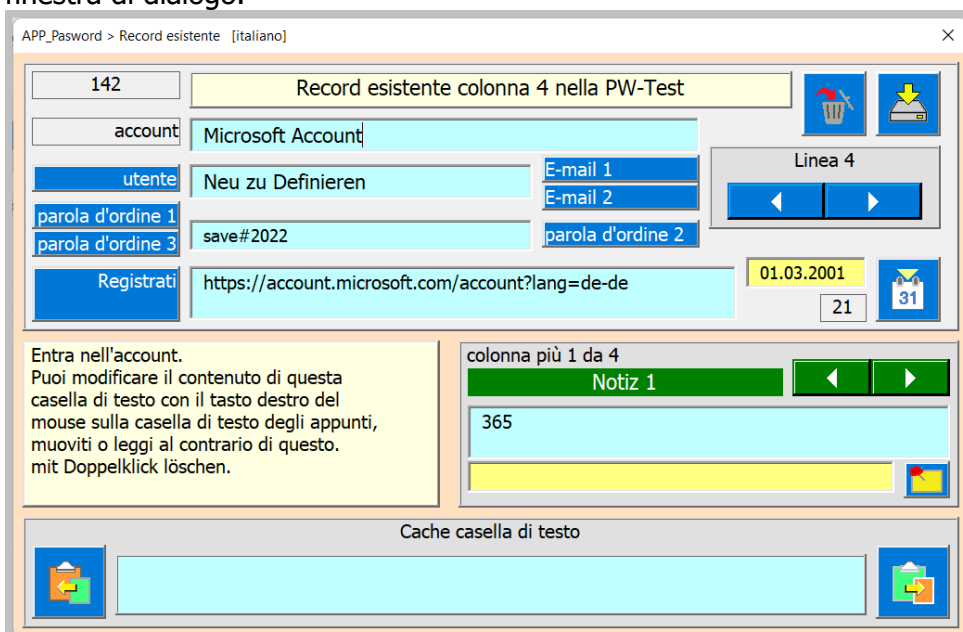 finestra di dialogo.
APP_Pasword > Record esistente [italiano]
142
Record esistente colonna 4 nella PW-Test
account
Microsoft Account
Linea 4
utente
Neu zu Definieren
E-mail 1
E-mail 2
parola d'ordine 1
parola d'ordine 3
save#2022
parola d'ordine 2
Registrati
https://account.microsoft.com/account?lang=de-de
01.03.2001
21
31
Entra nell'account.
Puoi modificare il contenuto di questa
casella di testo con il tasto destro del
mouse sulla casella di testo degli appunti,
muoviti o leggi al contrario di questo.
mit Doppelklick löschen.
colonna più 1 da 4
Notiz 1
365
Cache casella di testo